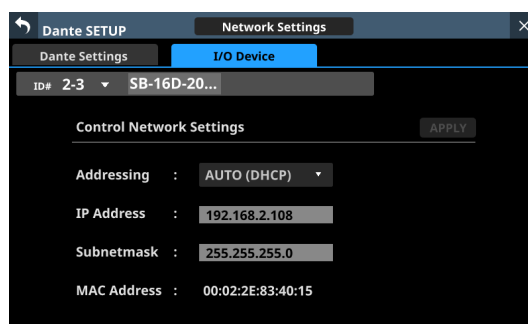 Dante SETUP Network Settings ×
Dante Settings I/O Device
ID# 2-3 ▼ SB-16D-20...
Control Network Settings APPLY
Addressing : AUTO (DHCP) ▼
IP Address : 192.168.2.108
Subnetmask : 255.255.255.0
MAC Address : 00:02:2E:83:40:15